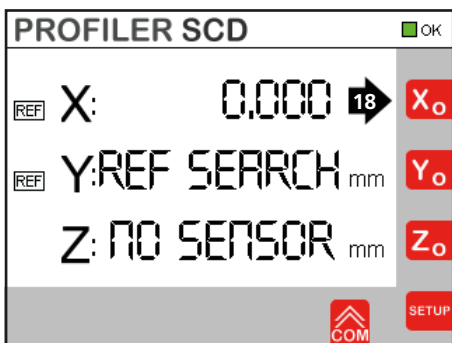 PROFILER SCD OK
REF X: 0.000 18 Xo
REF Y: REF SEARCH mm Yo
Z: NO SENSOR mm Zo
COM SETUP